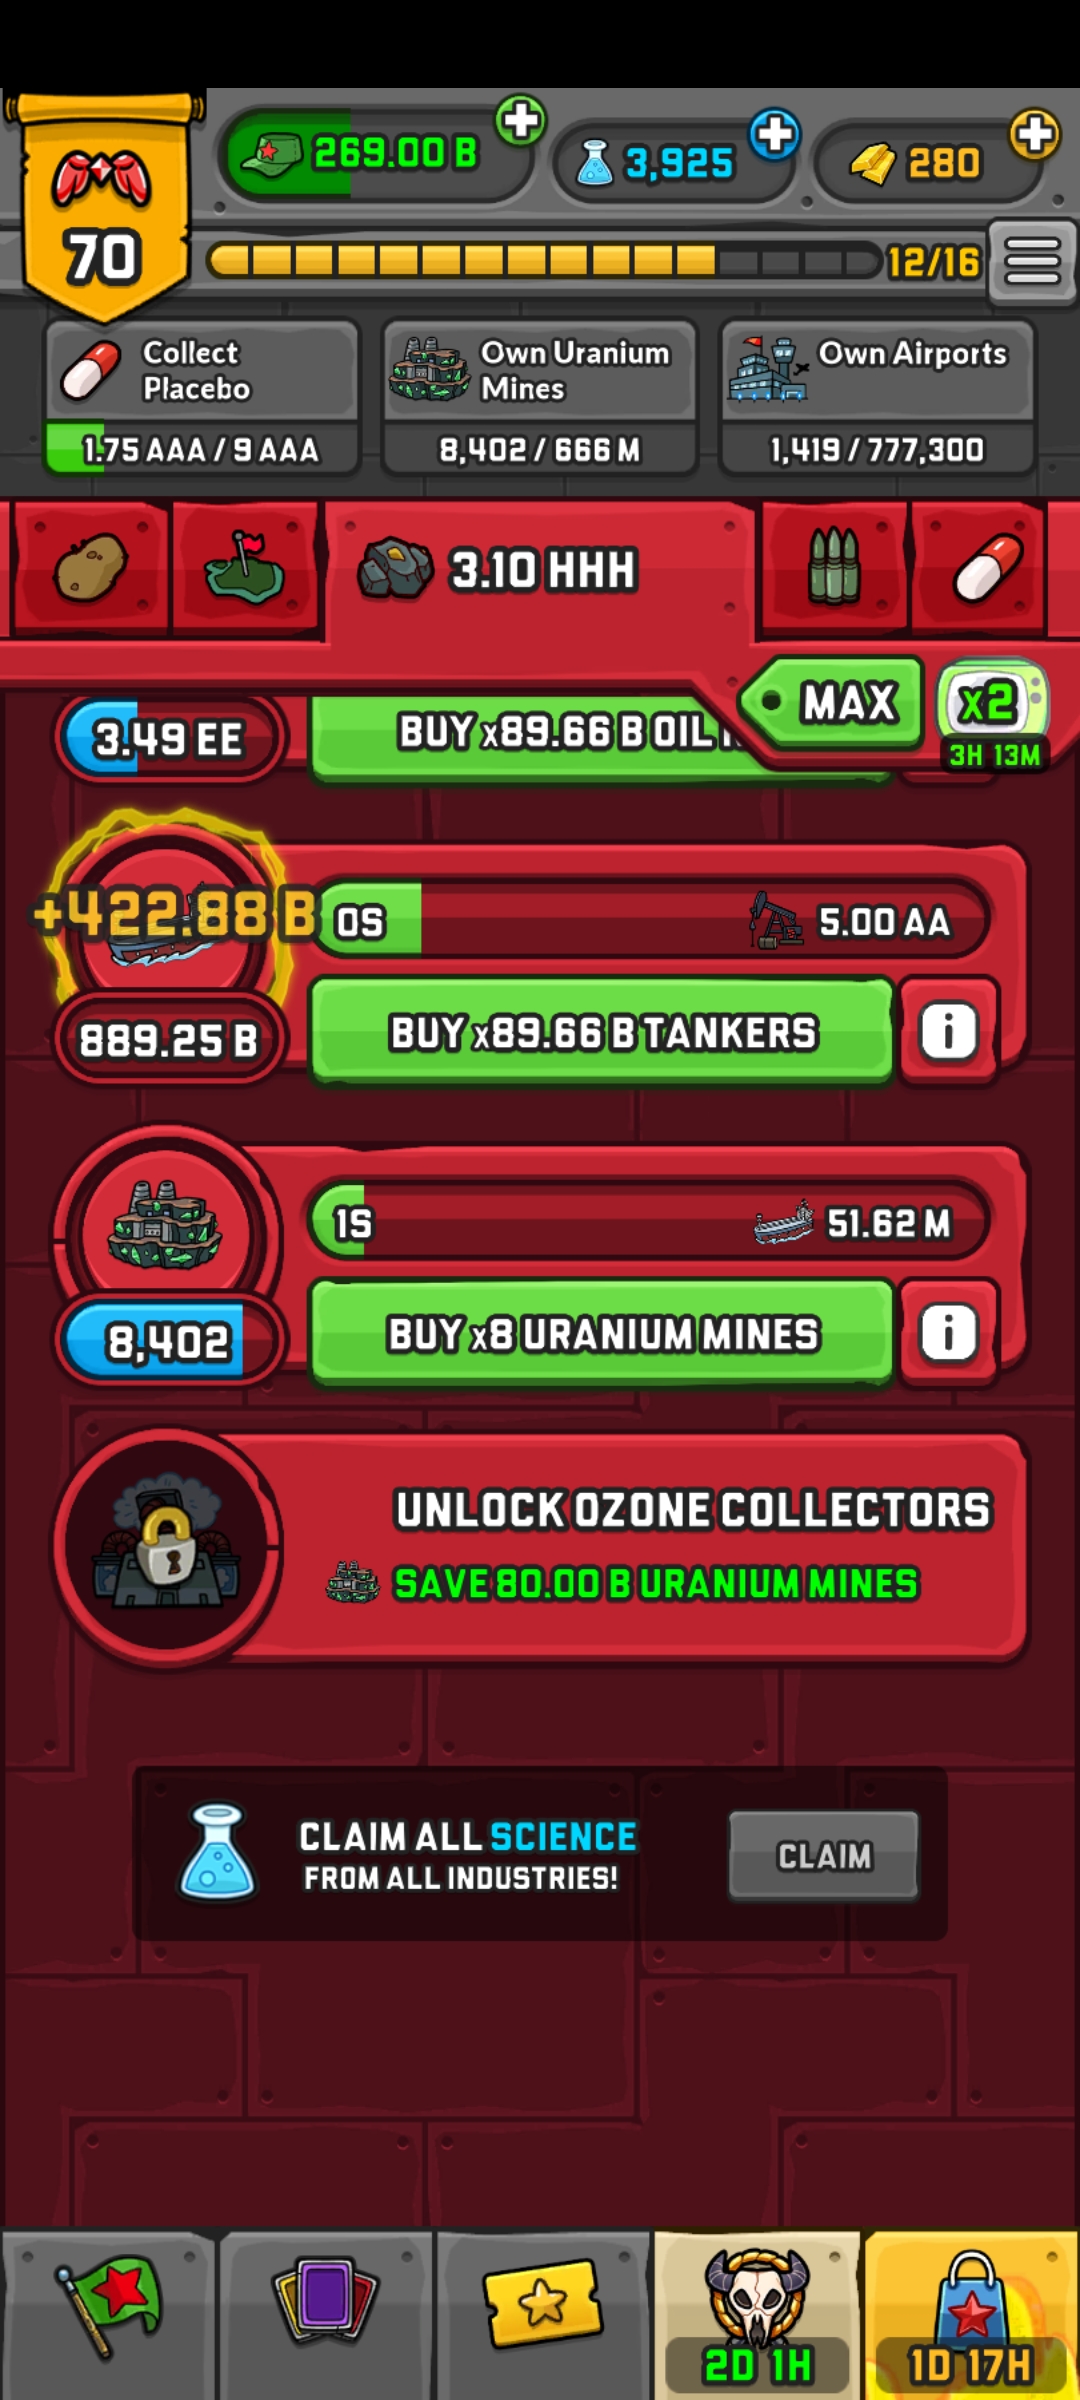 269.00 B
3,925
280
70
12/16
Collect
Placebo
1.75 AAA / 9 AAA
Own Uranium
Mines
8,402 / 666 M
Own Airports
1,419 / 777,300
3.10 HHH
MAX
x2
3H 13M
3.49 EE
BUY x89.66 B OIL
+422.88 B
0S
5.00 AA
889.25 B
BUY x89.66 B TANKERS
i
1S
51.62 M
8,402
BUY x8 URANIUM MINES
i
UNLOCK OZONE COLLECTORS
SAVE 80.00 B URANIUM MINES
CLAIM ALL SCIENCE
FROM ALL INDUSTRIES!
CLAIM
2D 1H
1D 17H